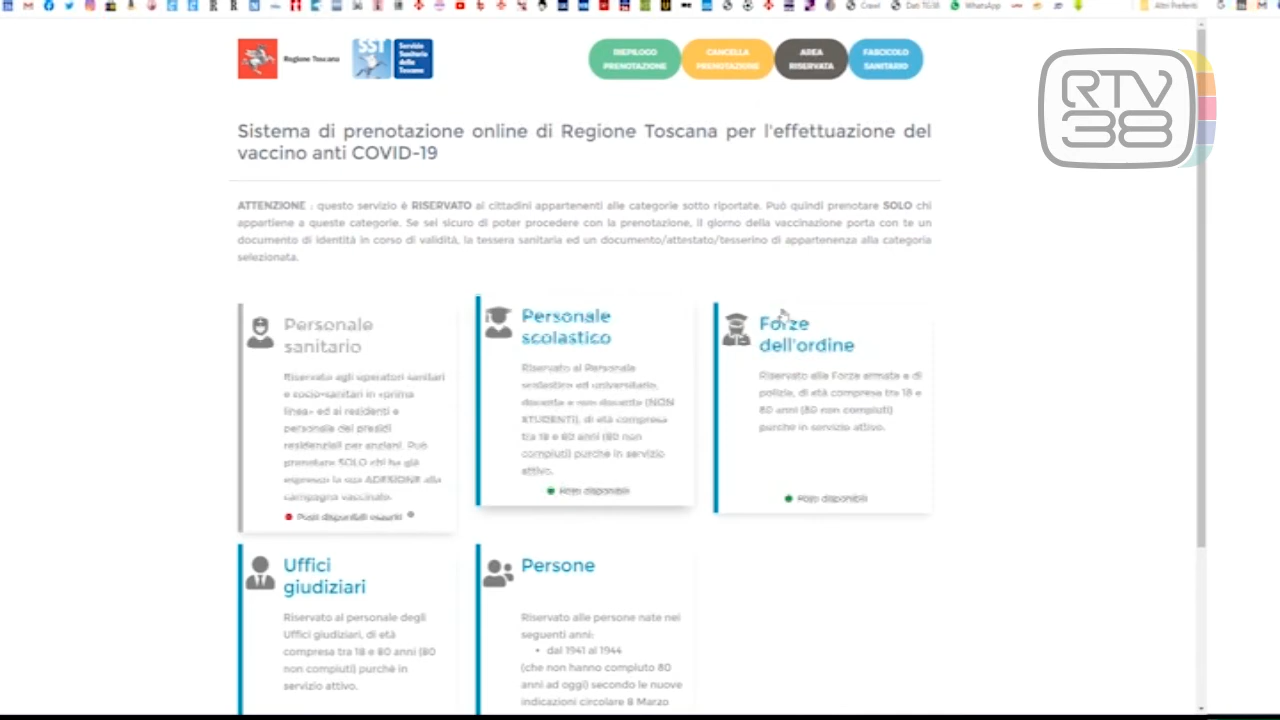 Crawl
Dati TG38
WhatsApp
Altri Preferiti
Regione Toscana
SST
Servizio
Sanitario
della
Toscana
RIEPILOGO
PRENOTAZIONE
CANCELLA
PRENOTAZIONE
AREA
RISERVATA
FASCICOLO
SANITARIO
RTV
38
Sistema di prenotazione online di Regione Toscana per l'effettuazione del
vaccino anti COVID-19
ATTENZIONE : questo servizio è RISERVATO ai cittadini appartenenti alle categorie sotto riportate. Può quindi prenotare SOLO chi
appartiene a queste categorie. Se sei sicuro di poter procedere con la prenotazione, il giorno della vaccinazione porta con te un
documento di identità in corso di validità, la tessera sanitaria ed un documento/attestato/tesserino di appartenenza alla categoria
selezionata.
Personale
sanitario
Riservato agli operatori sanitari
e socio-sanitari in «prima
linea» ed ai residenti e
personale dei presidi
residenziali per anziani. Può
prenotare SOLO chi ha già
espresso la sua ADESIONE alla
campagna vaccinale.
Posti disponibili esauriti
Personale
scolastico
Riservato al Personale
scolastico ed universitario,
docente e non docente (NON
STUDENTI), di età compresa
tra 18 e 80 anni (80 non
compiuti) purchè in servizio
attivo.
Posti disponibili
Forze
dell'ordine
Riservato alle Forze armate e di
polizia, di età compresa tra 18 e
80 anni (80 non compiuti)
purchè in servizio attivo.
Posti disponibili
Uffici
giudiziari
Riservato al personale degli
Uffici giudiziari, di età
compresa tra 18 e 80 anni (80
non compiuti) purchè in
servizio attivo.
Persone
Riservato alle persone nate nei
seguenti anni:
• dal 1941 al 1944
(che non hanno compiuto 80
anni ad oggi) secondo le nuove
indicazioni circolare 8 Marzo